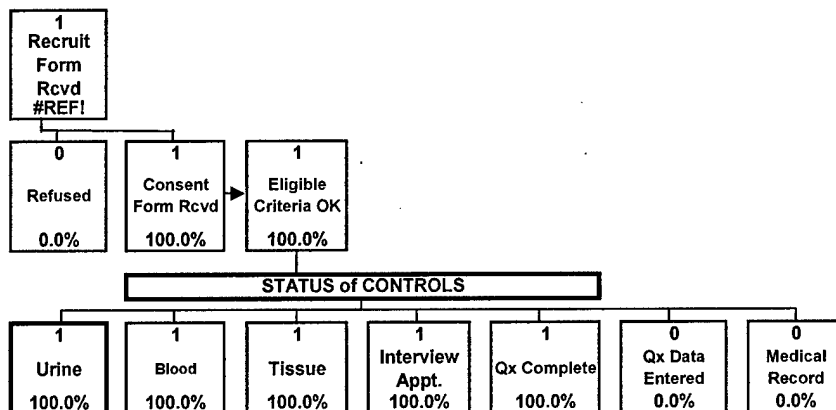 1
Recruit
Form
Rcvd
#REF!
0
Refused
0.0%
1
Consent
Form Rcvd
100.0%
1
Eligible
Criteria OK
100.0%
STATUS of CONTROLS
1
Urine
100.0%
1
Blood
100.0%
1
Tissue
100.0%
1
Interview
Appt.
100.0%
1
Qx Complete
100.0%
0
Qx Data
Entered
0.0%
0
Medical
Record
0.0%